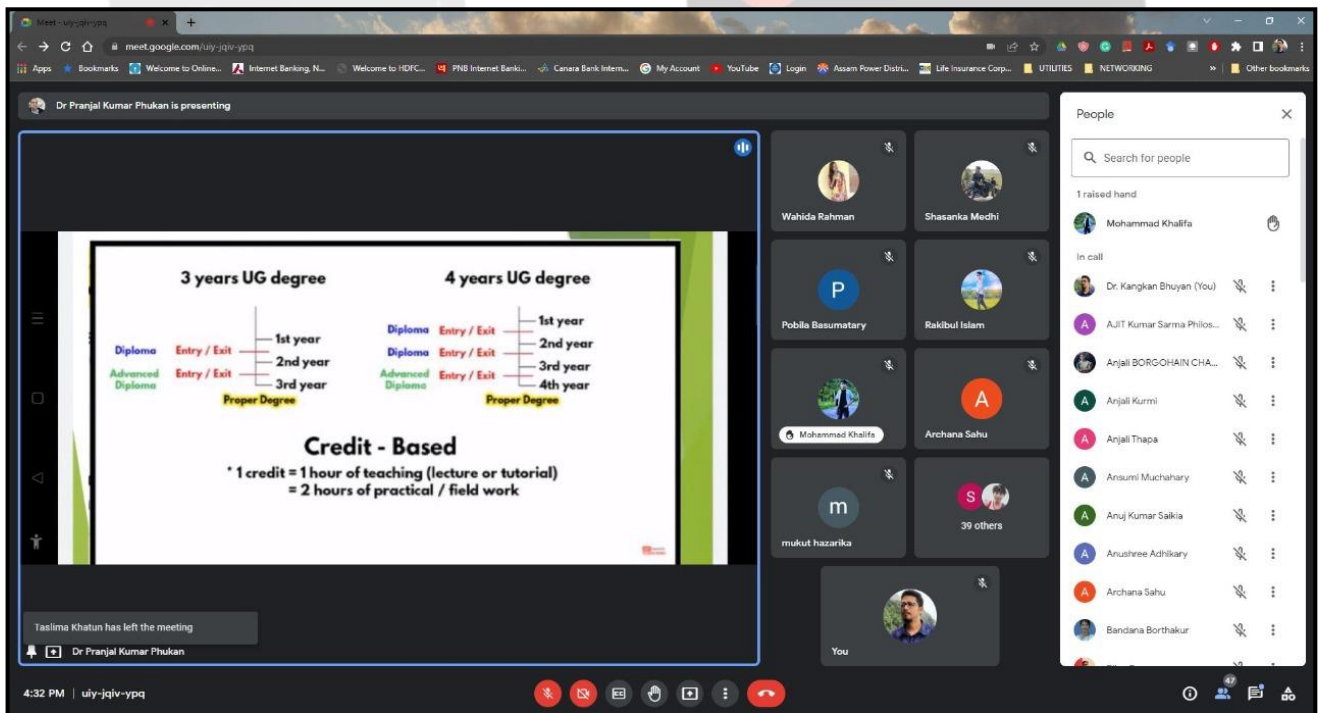 Meet - uiy-jqiv-ypq
meet.google.com/uiy-jqiv-ypq
Apps Bookmarks Welcome to Online... Internet Banking, N... Welcome to HDFC... PNB Internet Banki... Canara Bank Intern... My Account YouTube Login Assam Power Distri... Life Insurance Corp... UTILITIES NETWORKING » Other bookmarks
Dr Pranjal Kumar Phukan is presenting
3 years UG degree
1st year
Diploma Entry / Exit
2nd year
Advanced Diploma Entry / Exit
3rd year
Proper Degree
4 years UG degree
1st year
Diploma Entry / Exit
2nd year
Diploma Entry / Exit
3rd year
Advanced Diploma Entry / Exit
4th year
Proper Degree
Credit - Based
* 1 credit = 1 hour of teaching (lecture or tutorial)
= 2 hours of practical / field work
Taslima Khatun has left the meeting
Dr Pranjal Kumar Phukan
Wahida Rahman
Shasanka Medhi
P
Pobila Basumatary
Rakibul Islam
Mohammad Khalifa
A
Archana Sahu
m
mukut hazarika
S
39 others
You
People
Search for people
1 raised hand
Mohammad Khalifa
In call
Dr. Kangkan Bhuyan (You)
A AJIT Kumar Sarma Philos...
Anjali BORGOHAIN CHA...
A Anjali Kurmi
A Anjali Thapa
A Ansumi Muchahary
A Anuj Kumar Saikia
A Anushree Adhikary
A Archana Sahu
Bandana Borthakur
4:32 PM | uiy-jqiv-ypq
CC
47